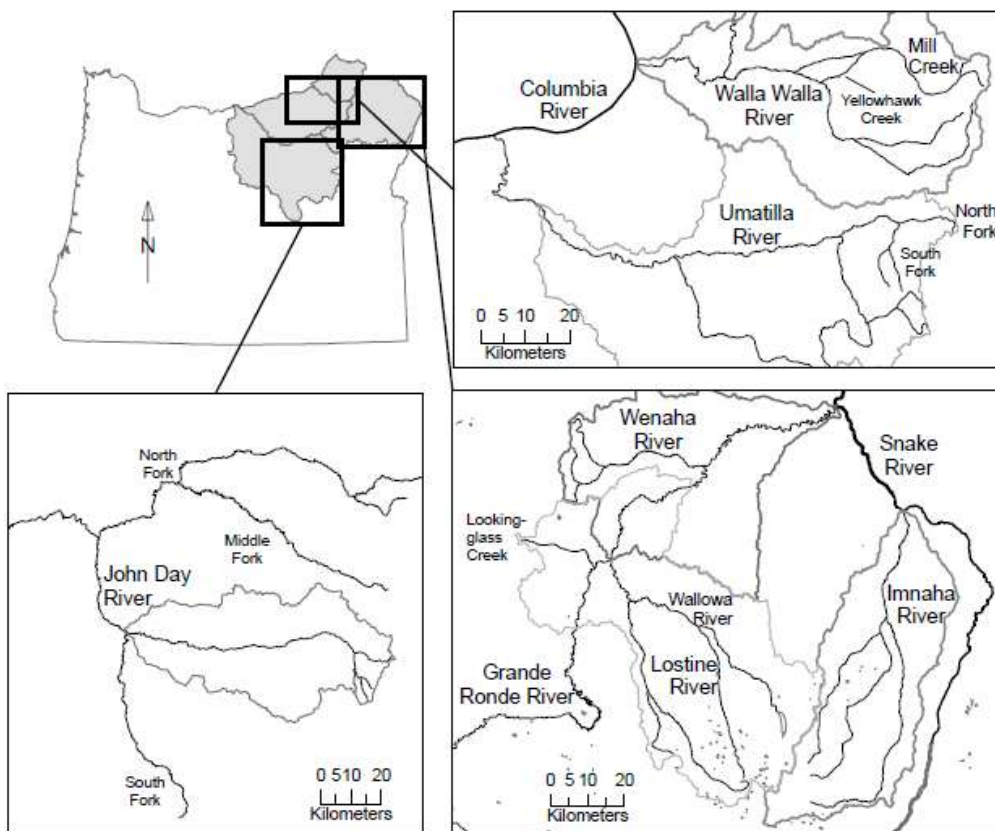 N
Columbia
River
Walla Walla
River
Mill
Creek
Yellowhawk
Creek
Umatilla
River
North
Fork
South
Fork
0 5 10 20
Kilometers
North
Fork
Middle
Fork
John Day
River
South
Fork
0 5 10 20
Kilometers
Wenaha
River
Snake
River
Looking-
glass
Creek
Wallowa
River
Imnaha
River
Lostine
River
Grande
Ronde River
0 5 10 20
Kilometers